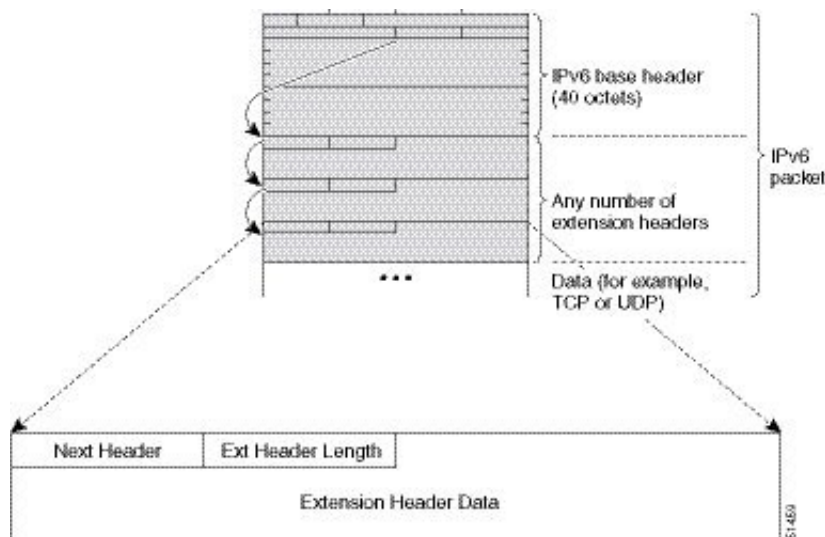 IPv6 base header
(40 octets)
IPv6
packet
Any number of
extension headers
Data (for example,
TCP or UDP)
Next Header
Ext Header Length
Extension Header Data
51459